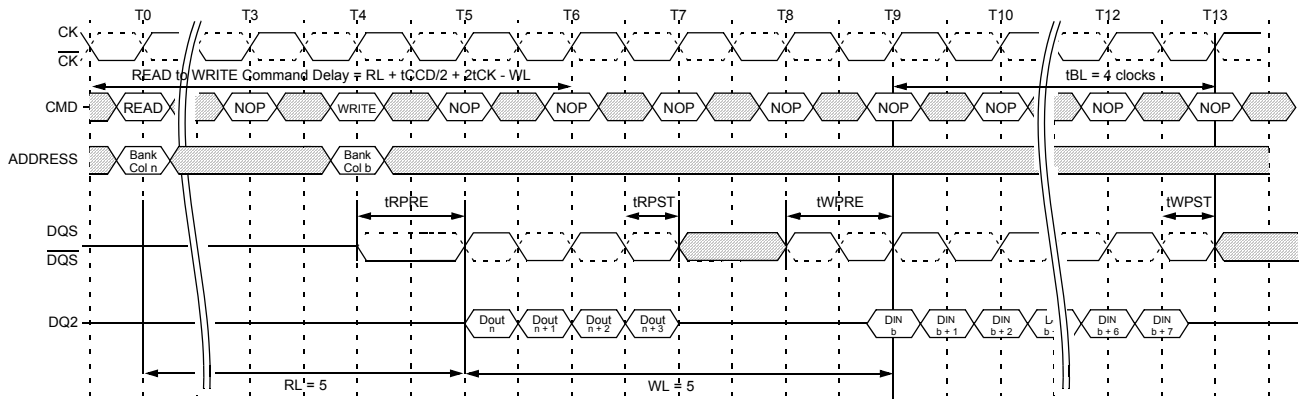 T0 T3 T4 T5 T6 T7 T8 T9 T10 T12 T13
CK
CK
READ to WRITE Command Delay = RL + tCCD/2 + 2tCK - WL
tBL = 4 clocks
CMD READ NOP WRITE NOP NOP NOP NOP NOP NOP NOP NOP
ADDRESS
Bank
Col n
Bank
Col b
tRPRE tRPST tWPRE tWPST
DQS
DQS
DQ2
Dout
n
Dout
n + 1
Dout
n + 2
Dout
n + 3
DIN
b
DIN
b + 1
DIN
b + 2
DIN
b + 6
DIN
b + 7
RL = 5
WL = 5